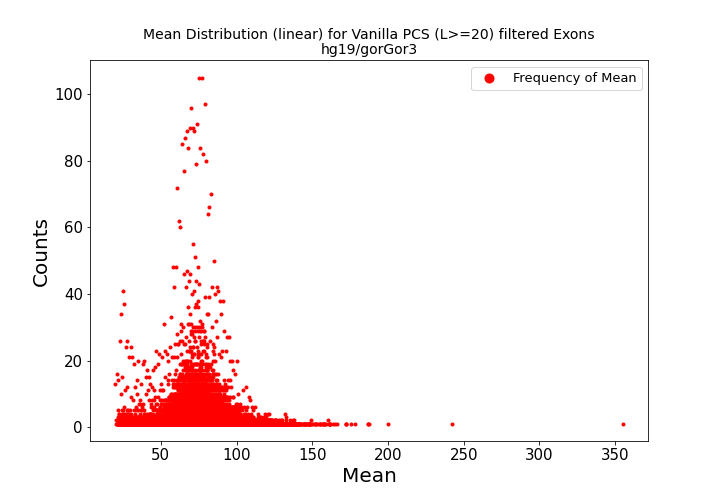 Mean Distribution (linear) for Vanilla PCS (L>=20) filtered Exons
hg19/gorGor3
Frequency of Mean
Counts
100
80
60
40
20
0
50
100
150
200
250
300
350
Mean